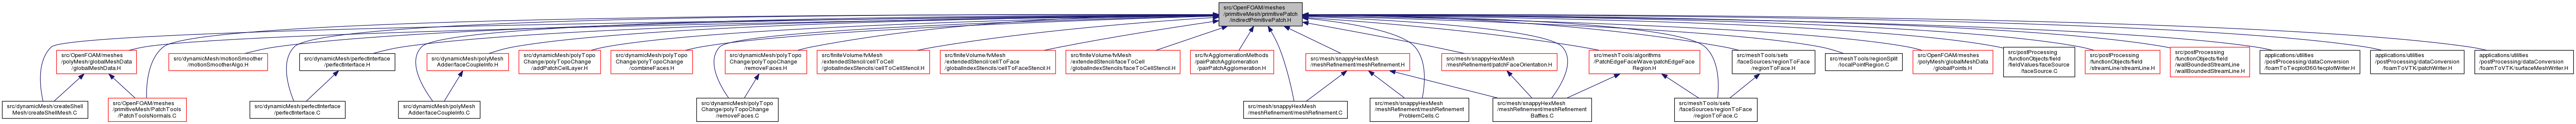 src/OpenFOAM/meshes
/primitiveMesh/primitivePatch
/indirectPrimitivePatch.H
src/OpenFOAM/meshes
/polyMesh/globalMeshData
/globalMeshData.H
src/dynamicMesh/motionSmoother
/motionSmootherAlgo.H
src/dynamicMesh/perfectInterface
/perfectInterface.H
src/dynamicMesh/polyMesh
Adder/faceCoupleInfo.H
src/dynamicMesh/polyTopo
Change/polyTopoChange
/addPatchCellLayer.H
src/dynamicMesh/polyTopo
Change/polyTopoChange
/combineFaces.H
src/dynamicMesh/polyTopo
Change/polyTopoChange
/removeFaces.H
src/finiteVolume/fvMesh
/extendedStencil/cellToCell
/globalIndexStencils/cellToCellStencil.H
src/finiteVolume/fvMesh
/extendedStencil/cellToFace
/globalIndexStencils/cellToFaceStencil.H
src/finiteVolume/fvMesh
/extendedStencil/faceToCell
/globalIndexStencils/faceToCellStencil.H
src/fvAgglomerationMethods
/pairPatchAgglomeration
/pairPatchAgglomeration.H
src/mesh/snappyHexMesh
/meshRefinement/meshRefinement.H
src/mesh/snappyHexMesh
/meshRefinement/patchFaceOrientation.H
src/meshTools/algorithms
/PatchEdgeFaceWave/patchEdgeFace
Region.H
src/meshTools/sets
/faceSources/regionToFace
/regionToFace.H
src/meshTools/regionSplit
/localPointRegion.C
src/OpenFOAM/meshes
/polyMesh/globalMeshData
/globalPoints.H
src/postProcessing
/functionObjects/field
/fieldValues/faceSource
/faceSource.C
src/postProcessing
/functionObjects/field
/streamLine/streamLine.H
src/postProcessing
/functionObjects/field
/wallBoundedStreamLine
/wallBoundedStreamLine.H
applications/utilities
/postProcessing/dataConversion
/foamToTecplot360/tecplotWriter.H
applications/utilities
/postProcessing/dataConversion
/foamToVTK/patchWriter.H
applications/utilities
/postProcessing/dataConversion
/foamToVTK/surfaceMeshWriter.H
src/dynamicMesh/createShell
Mesh/createShellMesh.C
src/OpenFOAM/meshes
/primitiveMesh/PatchTools
/PatchToolsNormals.C
src/dynamicMesh/perfectInterface
/perfectInterface.C
src/dynamicMesh/polyMesh
Adder/faceCoupleInfo.C
src/dynamicMesh/polyTopo
Change/polyTopoChange
/removeFaces.C
src/mesh/snappyHexMesh
/meshRefinement/meshRefinement.C
src/mesh/snappyHexMesh
/meshRefinement/meshRefinement
ProblemCells.C
src/mesh/snappyHexMesh
/meshRefinement/meshRefinement
Baffles.C
src/meshTools/sets
/faceSources/regionToFace
/regionToFace.C